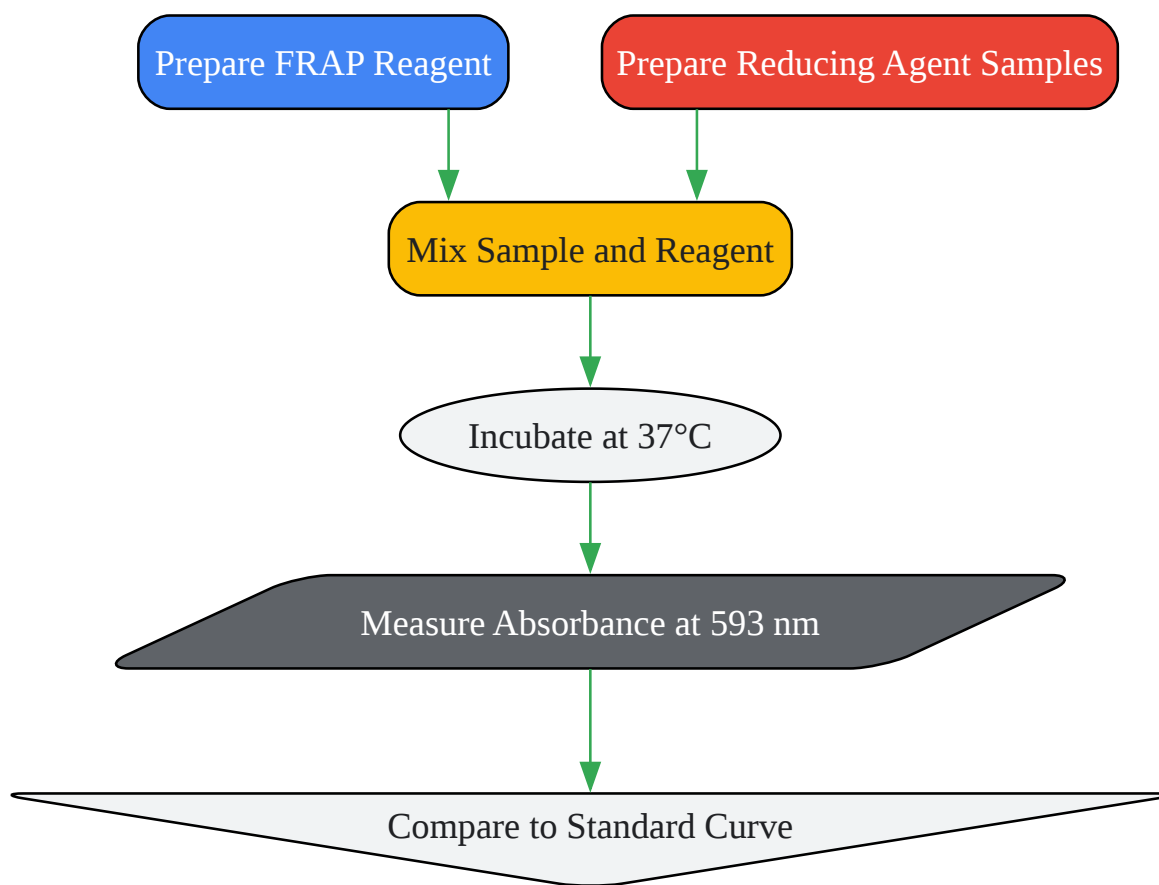 Prepare FRAP Reagent
Prepare Reducing Agent Samples
Mix Sample and Reagent
Incubate at 37°C
Measure Absorbance at 593 nm
Compare to Standard Curve